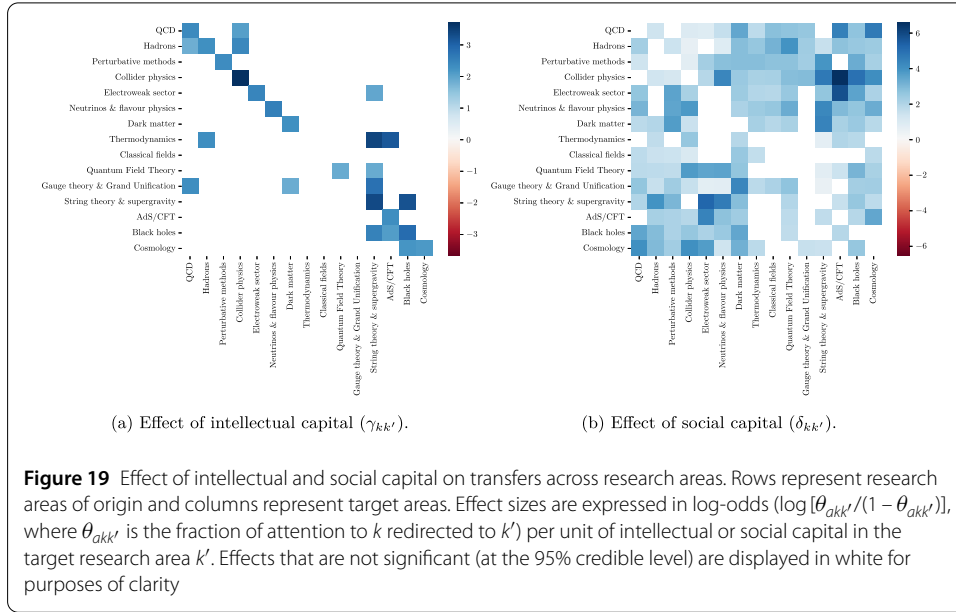 QCD
Hadrons
Perturbative methods
Collider physics
Electroweak sector
Neutrinos & flavour physics
Dark matter
Thermodynamics
Classical fields
Quantum Field Theory
Gauge theory & Grand Unification
String theory & supergravity
AdS/CFT
Black holes
Cosmology
QCD
Hadrons
Perturbative methods
Collider physics
Electroweak sector
Neutrinos & flavour physics
Dark matter
Thermodynamics
Classical fields
Quantum Field Theory
Gauge theory & Grand Unification
String theory & supergravity
AdS/CFT
Black holes
Cosmology
3
2
1
0
−1
−2
−3
(a) Effect of intellectual capital (γkk′).
QCD
Hadrons
Perturbative methods
Collider physics
Electroweak sector
Neutrinos & flavour physics
Dark matter
Thermodynamics
Classical fields
Quantum Field Theory
Gauge theory & Grand Unification
String theory & supergravity
AdS/CFT
Black holes
Cosmology
QCD
Hadrons
Perturbative methods
Collider physics
Electroweak sector
Neutrinos & flavour physics
Dark matter
Thermodynamics
Classical fields
Quantum Field Theory
Gauge theory & Grand Unification
String theory & supergravity
AdS/CFT
Black holes
Cosmology
6
4
2
0
−2
−4
−6
(b) Effect of social capital (δkk′).
Figure 19 Effect of intellectual and social capital on transfers across research areas. Rows represent research
areas of origin and columns represent target areas. Effect sizes are expressed in log-odds (log [θakk′/(1 – θakk′)],
where θakk′ is the fraction of attention to k redirected to k′) per unit of intellectual or social capital in the
target research area k′. Effects that are not significant (at the 95% credible level) are displayed in white for
purposes of clarity